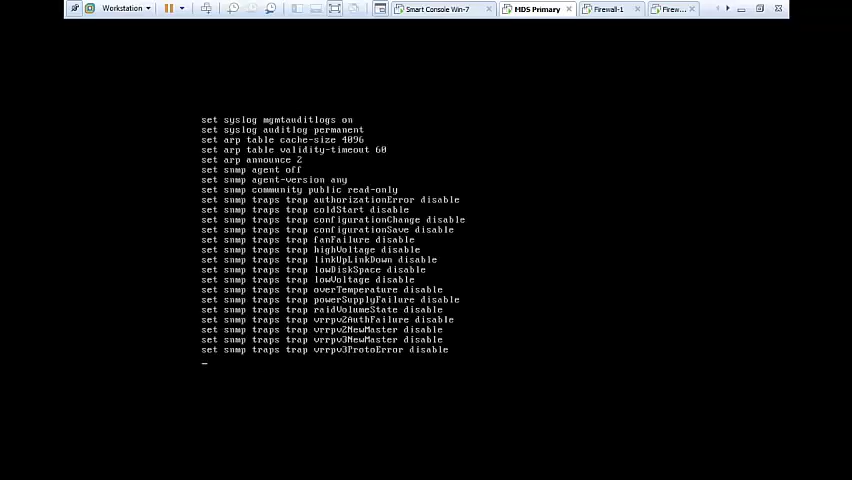 Workstation
Smart Console Win-7
MDS Primary
Firewall-1
Firew...
set syslog mgmtauditlogs on
set syslog auditlog permanent
set arp table cache-size 4096
set arp table validity-timeout 60
set arp announce 2
set snmp agent off
set snmp agent-version any
set snmp community public read-only
set snmp traps trap authorizationError disable
set snmp traps trap coldStart disable
set snmp traps trap configurationChange disable
set snmp traps trap configurationSave disable
set snmp traps trap fanFailure disable
set snmp traps trap highVoltage disable
set snmp traps trap linkUpLinkDown disable
set snmp traps trap lowDiskSpace disable
set snmp traps trap lowVoltage disable
set snmp traps trap overTemperature disable
set snmp traps trap powerSupplyFailure disable
set snmp traps trap raidVolumeState disable
set snmp traps trap vrrpv2AuthFailure disable
set snmp traps trap vrrpv2NewMaster disable
set snmp traps trap vrrpv3NewMaster disable
set snmp traps trap vrrpv3ProtoError disable